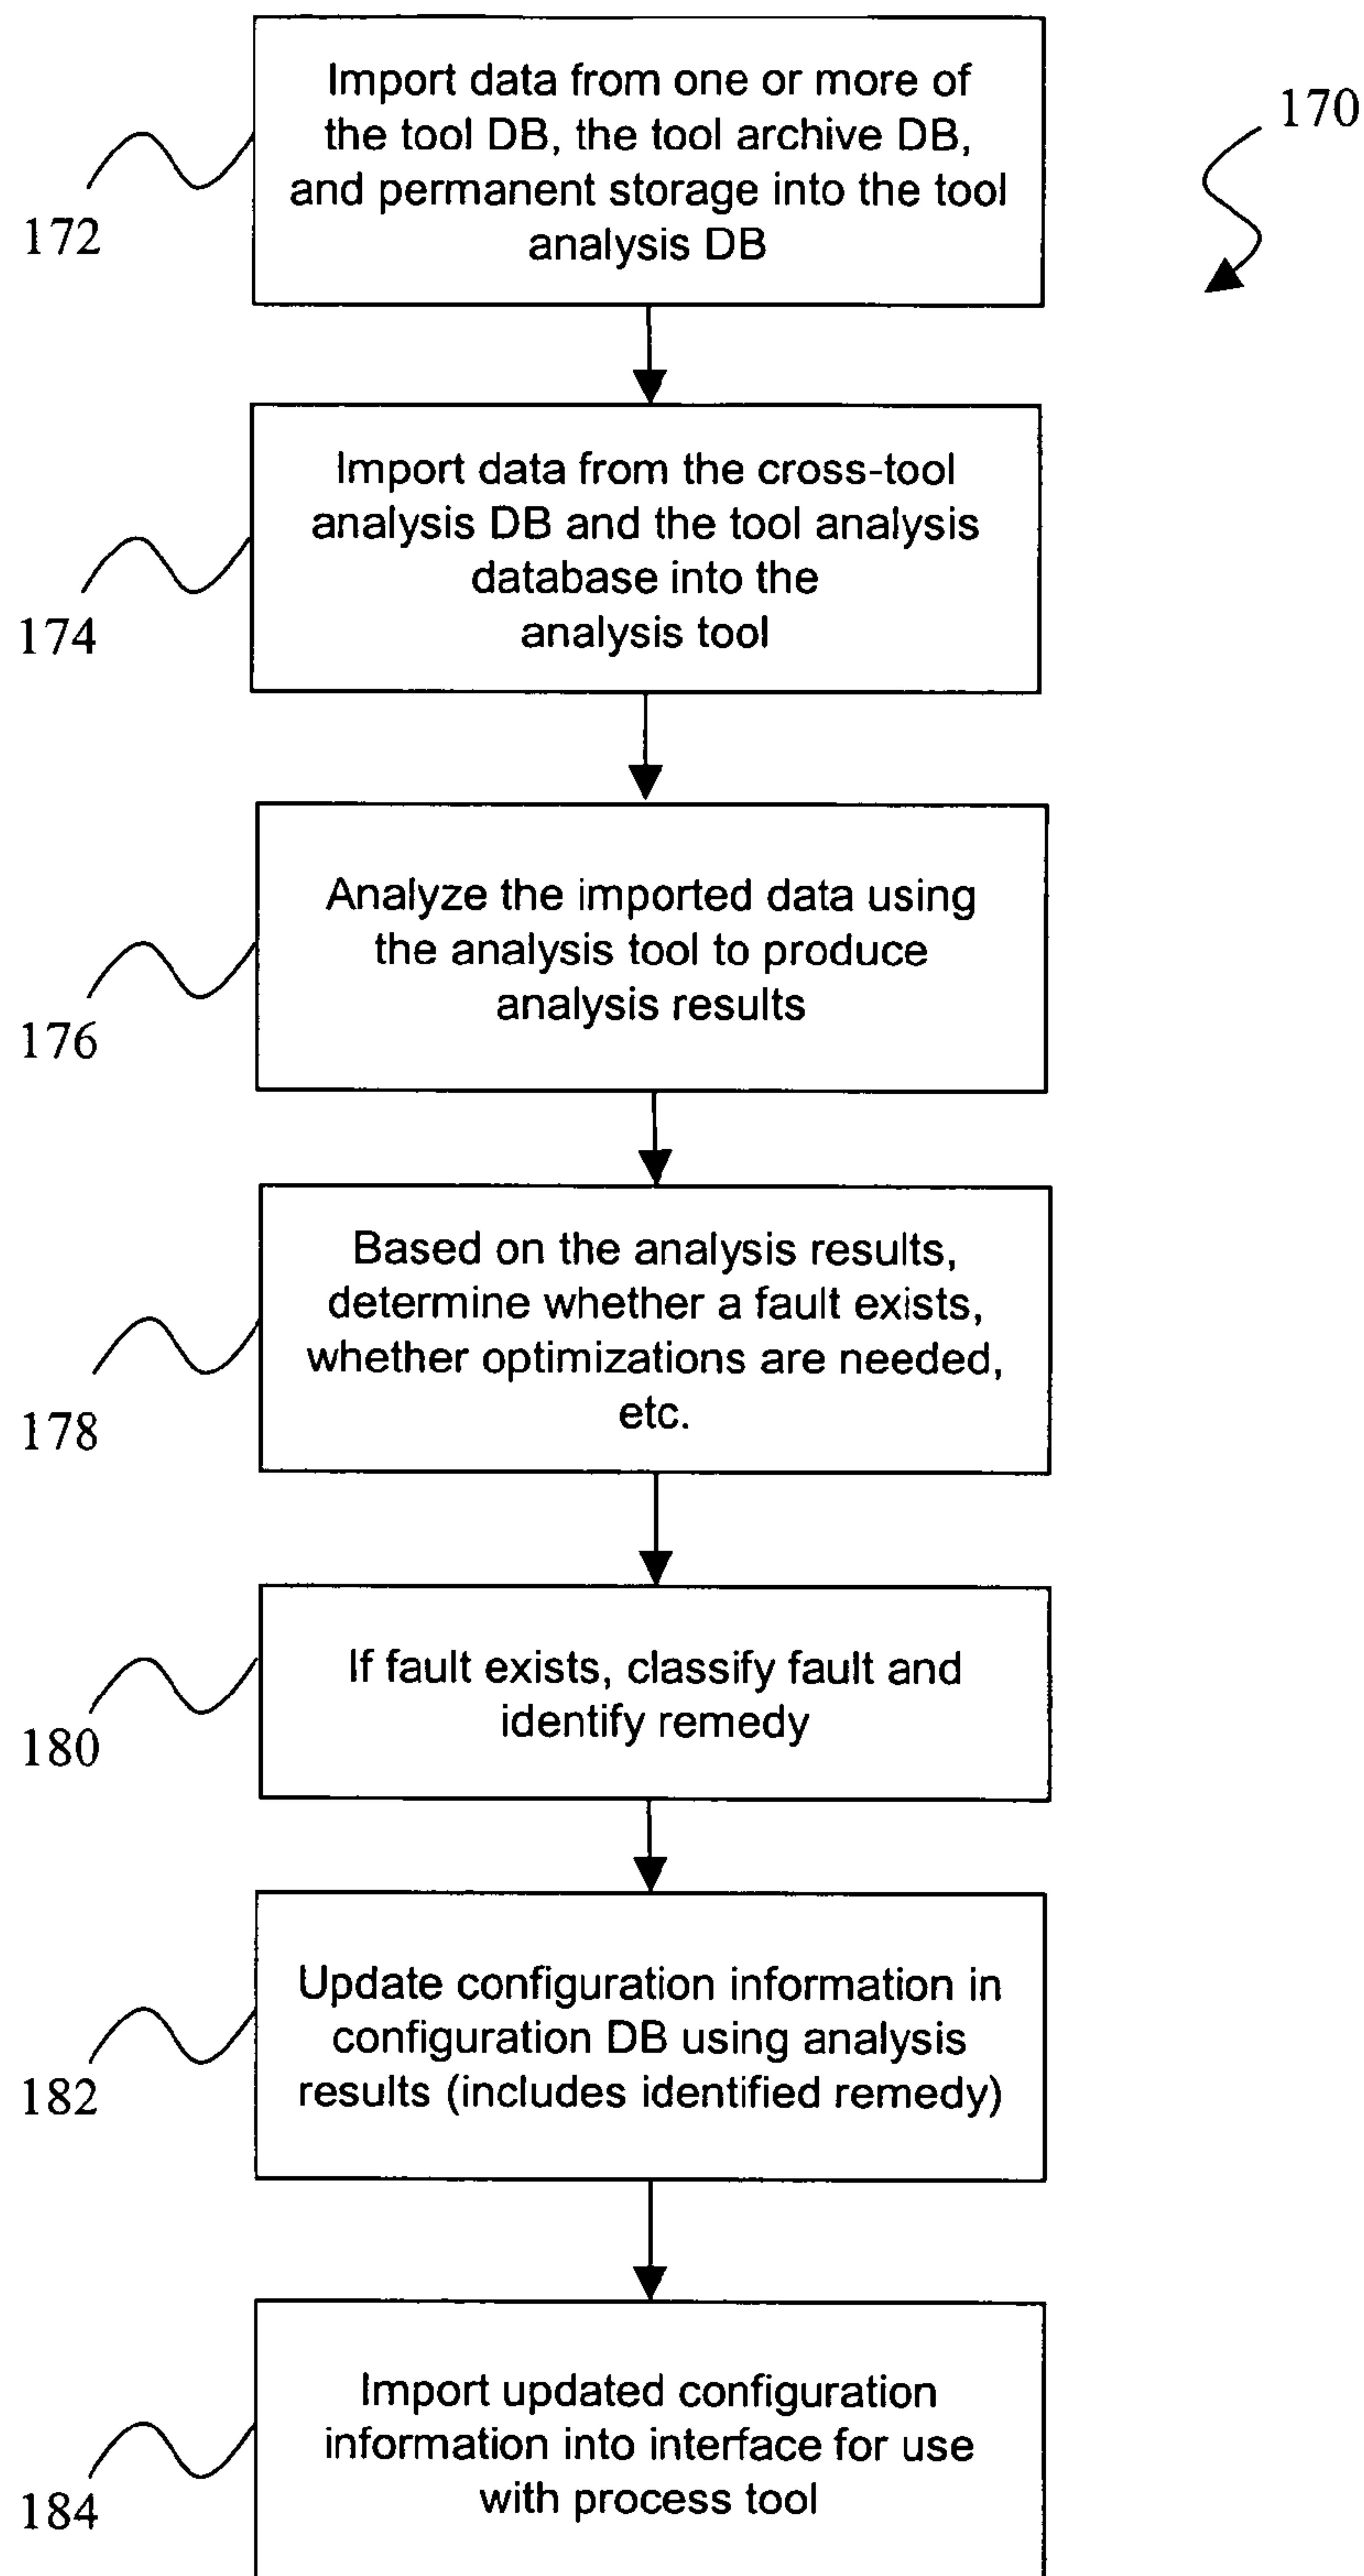 Import data from one or more of
the tool DB, the tool archive DB,
and permanent storage into the tool
analysis DB
170
172
Import data from the cross-tool
analysis DB and the tool analysis
database into the
analysis tool
174
Analyze the imported data using
the analysis tool to produce
analysis results
176
Based on the analysis results,
determine whether a fault exists,
whether optimizations are needed,
etc.
178
If fault exists, classify fault and
identify remedy
180
Update configuration information in
configuration DB using analysis
results (includes identified remedy)
182
Import updated configuration
information into interface for use
with process tool
184